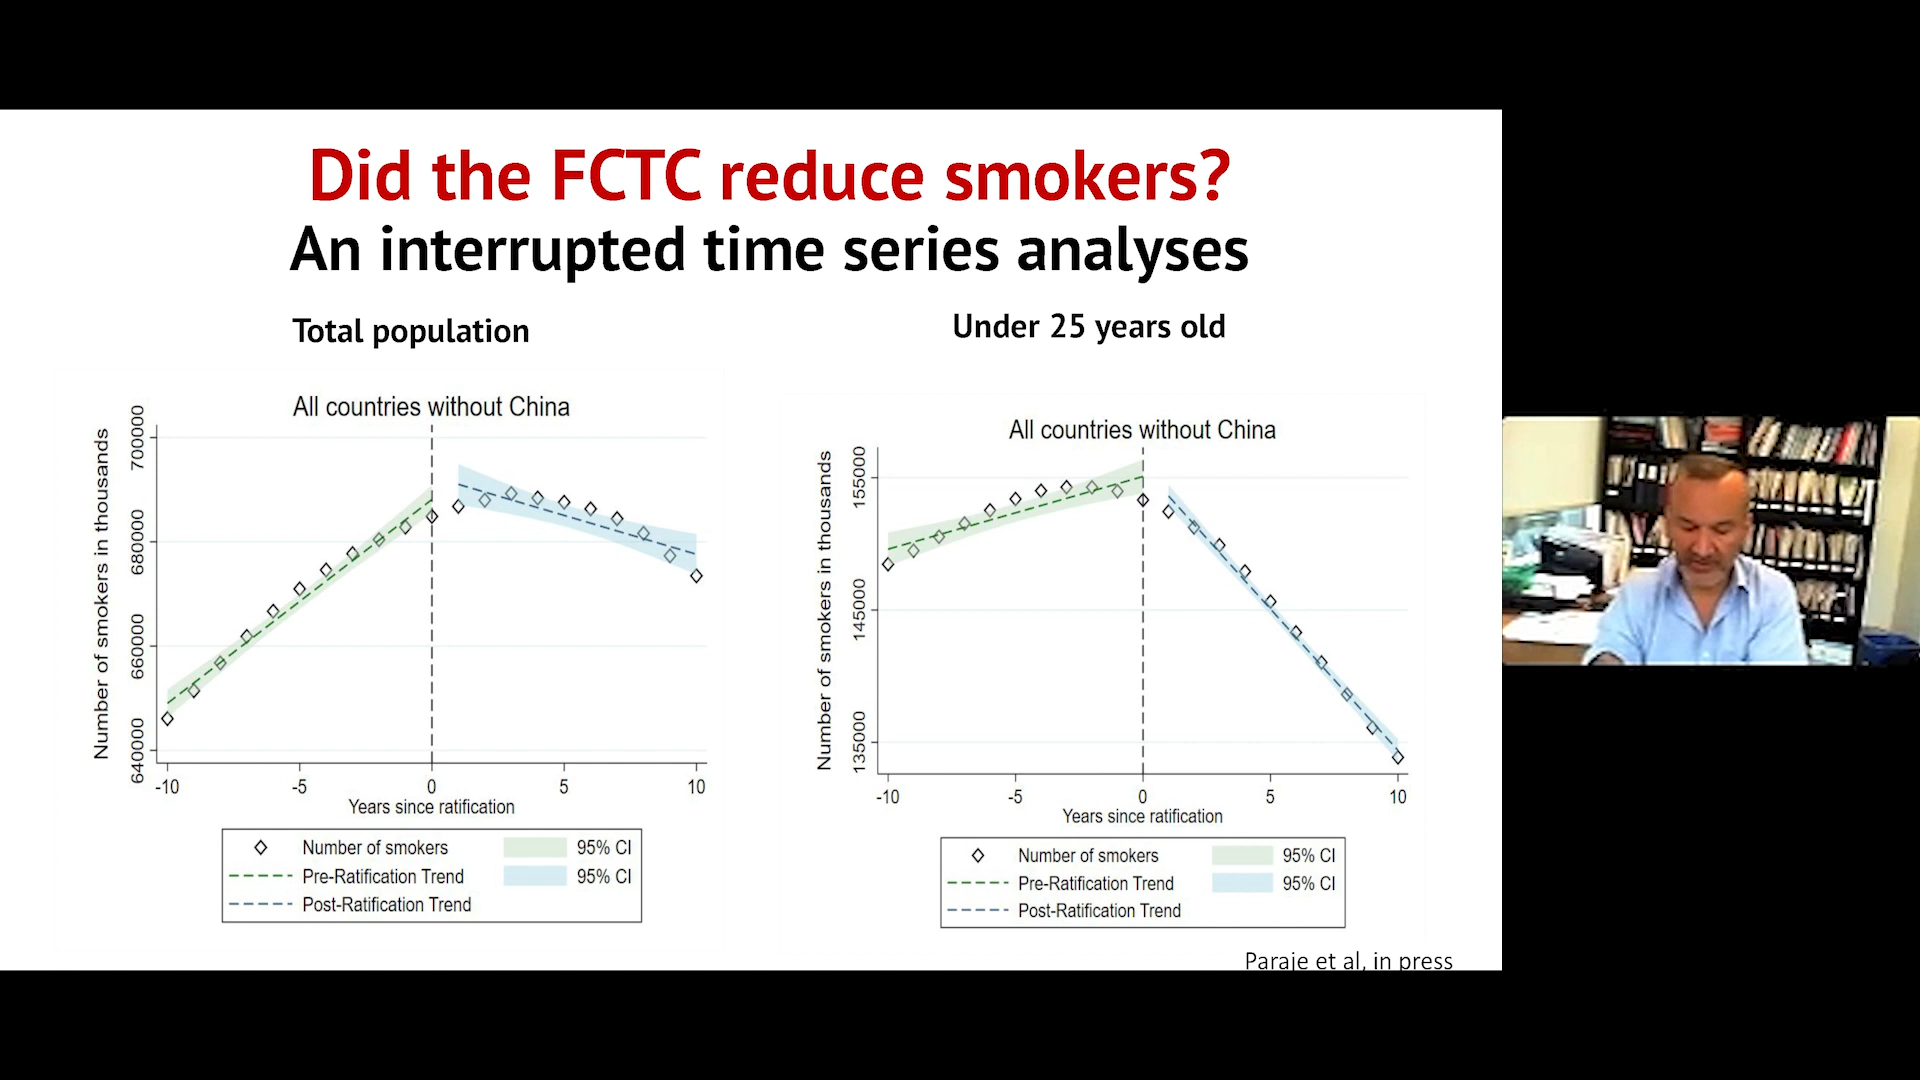 Did the FCTC reduce smokers?
An interrupted time series analyses
Total population
All countries without China
Number of smokers in thousands
700000
680000
660000
640000
-10
-5
0
5
10
Years since ratification
Number of smokers
95% CI
Pre-Ratification Trend
95% CI
Post-Ratification Trend
Under 25 years old
All countries without China
Number of smokers in thousands
155000
145000
135000
-10
-5
0
5
10
Years since ratification
Number of smokers
95% CI
Pre-Ratification Trend
95% CI
Post-Ratification Trend
Paraje et al, in press